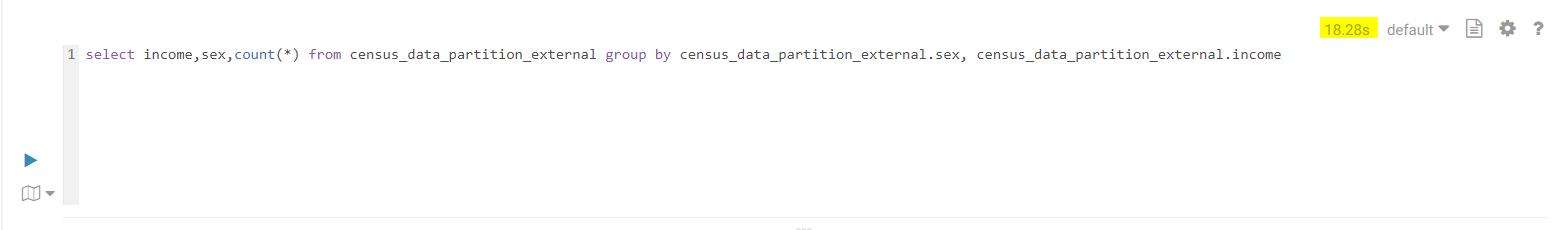 18.28s default ?
1 select income,sex,count(*) from census_data_partition_external group by census_data_partition_external.sex, census_data_partition_external.income